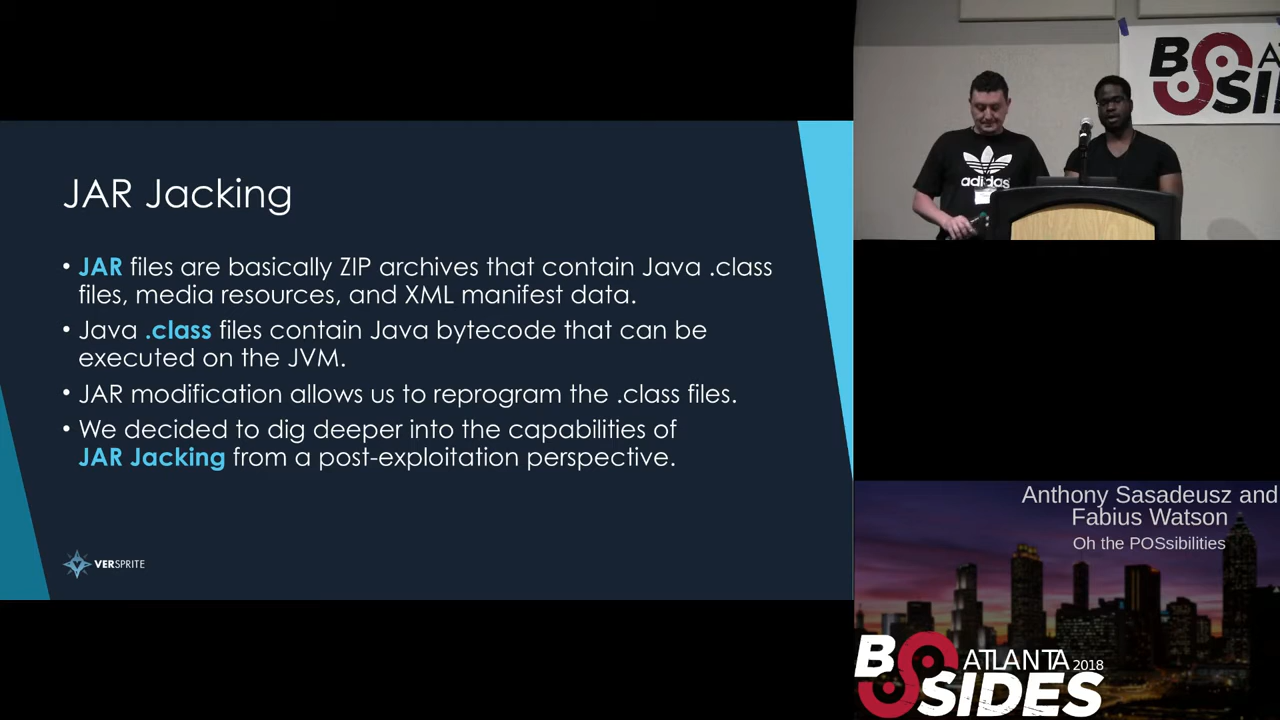 JAR Jacking
• JAR files are basically ZIP archives that contain Java .class
files, media resources, and XML manifest data.
• Java .class files contain Java bytecode that can be
executed on the JVM.
• JAR modification allows us to reprogram the .class files.
• We decided to dig deeper into the capabilities of
JAR Jacking from a post-exploitation perspective.
VERSPRITE
adidas
BSIDES
Anthony Sasadeusz and
Fabius Watson
Oh the POSsibilities
BSIDES
ATLANTA 2018